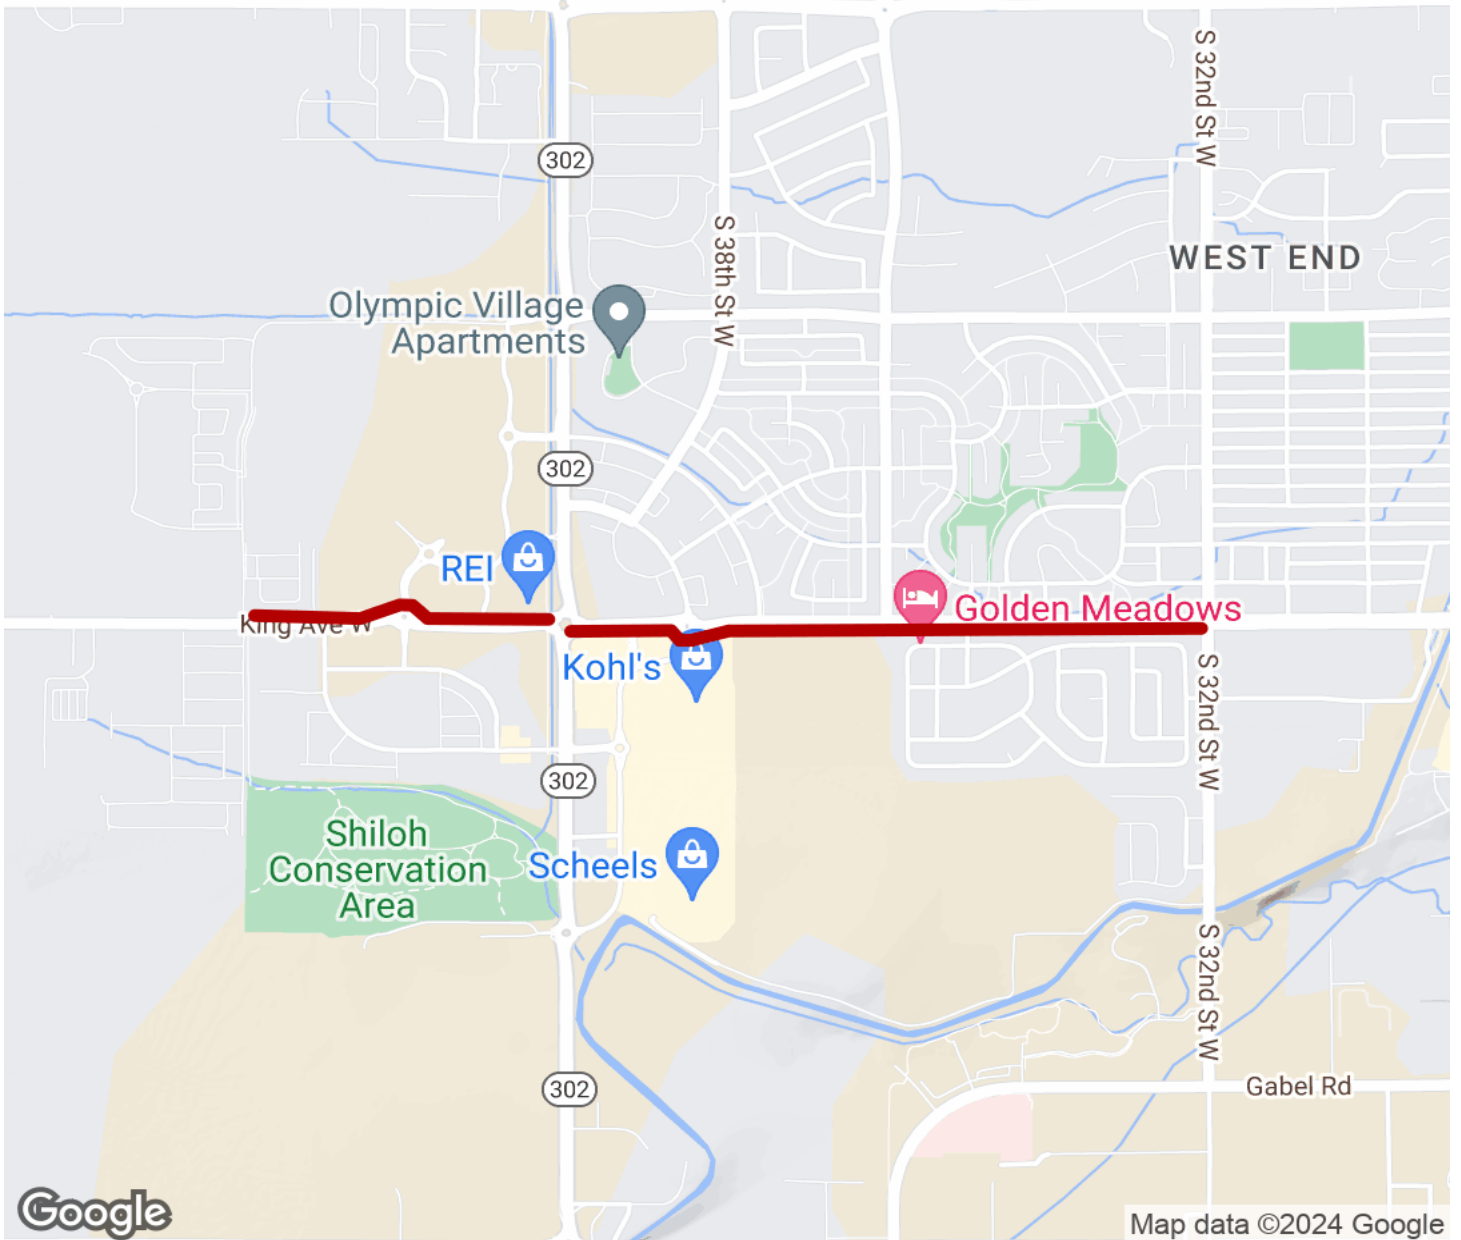 S 32nd St W
302
S 38th St W
WEST END
Olympic Village
Apartments
302
REI
Golden Meadows
King Ave W
Kohl's
S 32nd St W
302
Shiloh
Conservation
Area
Scheels
S 32nd St W
302
Gabel Rd
Google
Map data ©2024 Google